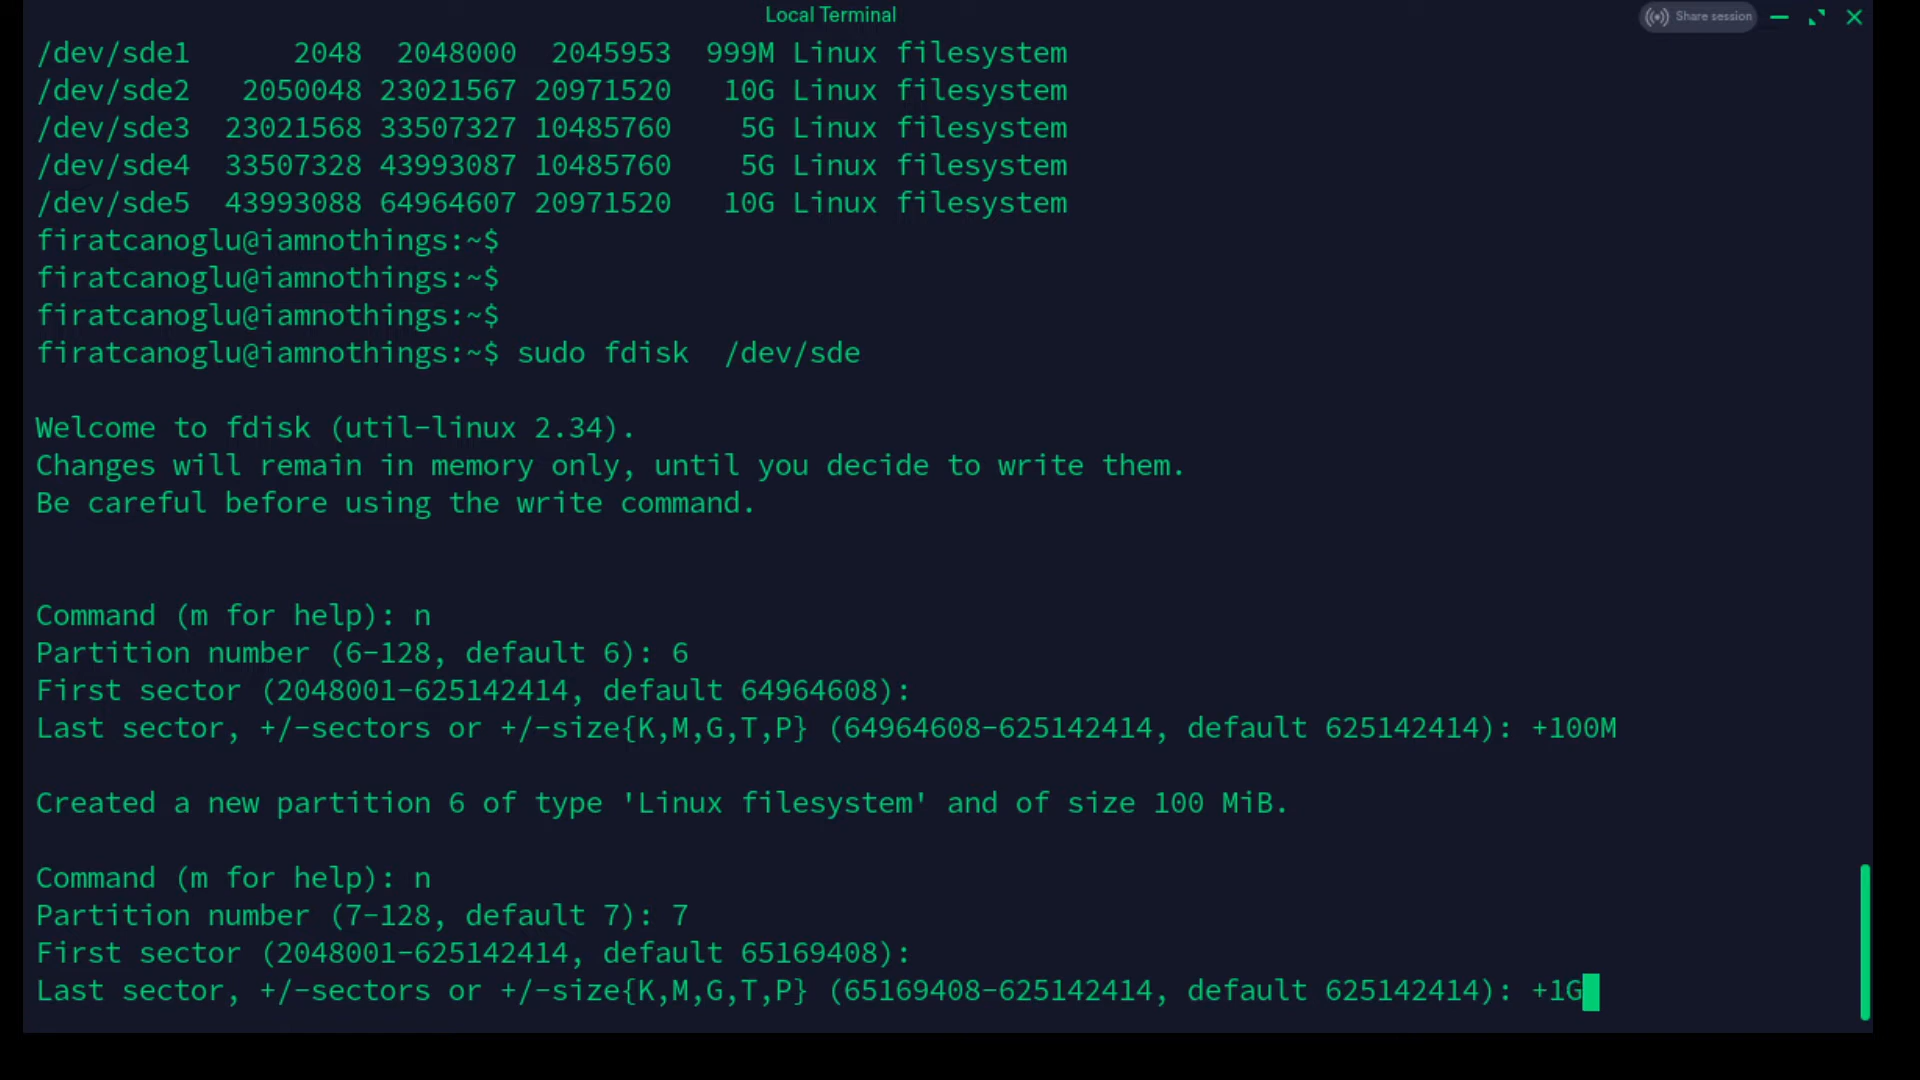 Local Terminal
Share session
/dev/sde1      2048  2048000  2045953  999M Linux filesystem
/dev/sde2   2050048 23021567 20971520   10G Linux filesystem
/dev/sde3  23021568 33507327 10485760    5G Linux filesystem
/dev/sde4  33507328 43993087 10485760    5G Linux filesystem
/dev/sde5  43993088 64964607 20971520   10G Linux filesystem
firatcanoglu@iamnothings:~$
firatcanoglu@iamnothings:~$
firatcanoglu@iamnothings:~$
firatcanoglu@iamnothings:~$ sudo fdisk  /dev/sde
Welcome to fdisk (util-linux 2.34).
Changes will remain in memory only, until you decide to write them.
Be careful before using the write command.
Command (m for help): n
Partition number (6-128, default 6): 6
First sector (2048001-625142414, default 64964608):
Last sector, +/-sectors or +/-size{K,M,G,T,P} (64964608-625142414, default 625142414): +100M
Created a new partition 6 of type 'Linux filesystem' and of size 100 MiB.
Command (m for help): n
Partition number (7-128, default 7): 7
First sector (2048001-625142414, default 65169408):
Last sector, +/-sectors or +/-size{K,M,G,T,P} (65169408-625142414, default 625142414): +1G